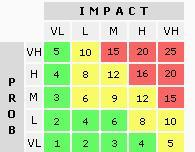 IMPACT
VL L M H VH
VH 5 10 15 20 25
H 4 8 12 16 20
M 3 6 9 12 15
L 2 4 6 8 10
VL 1 2 3 4 5
PROB